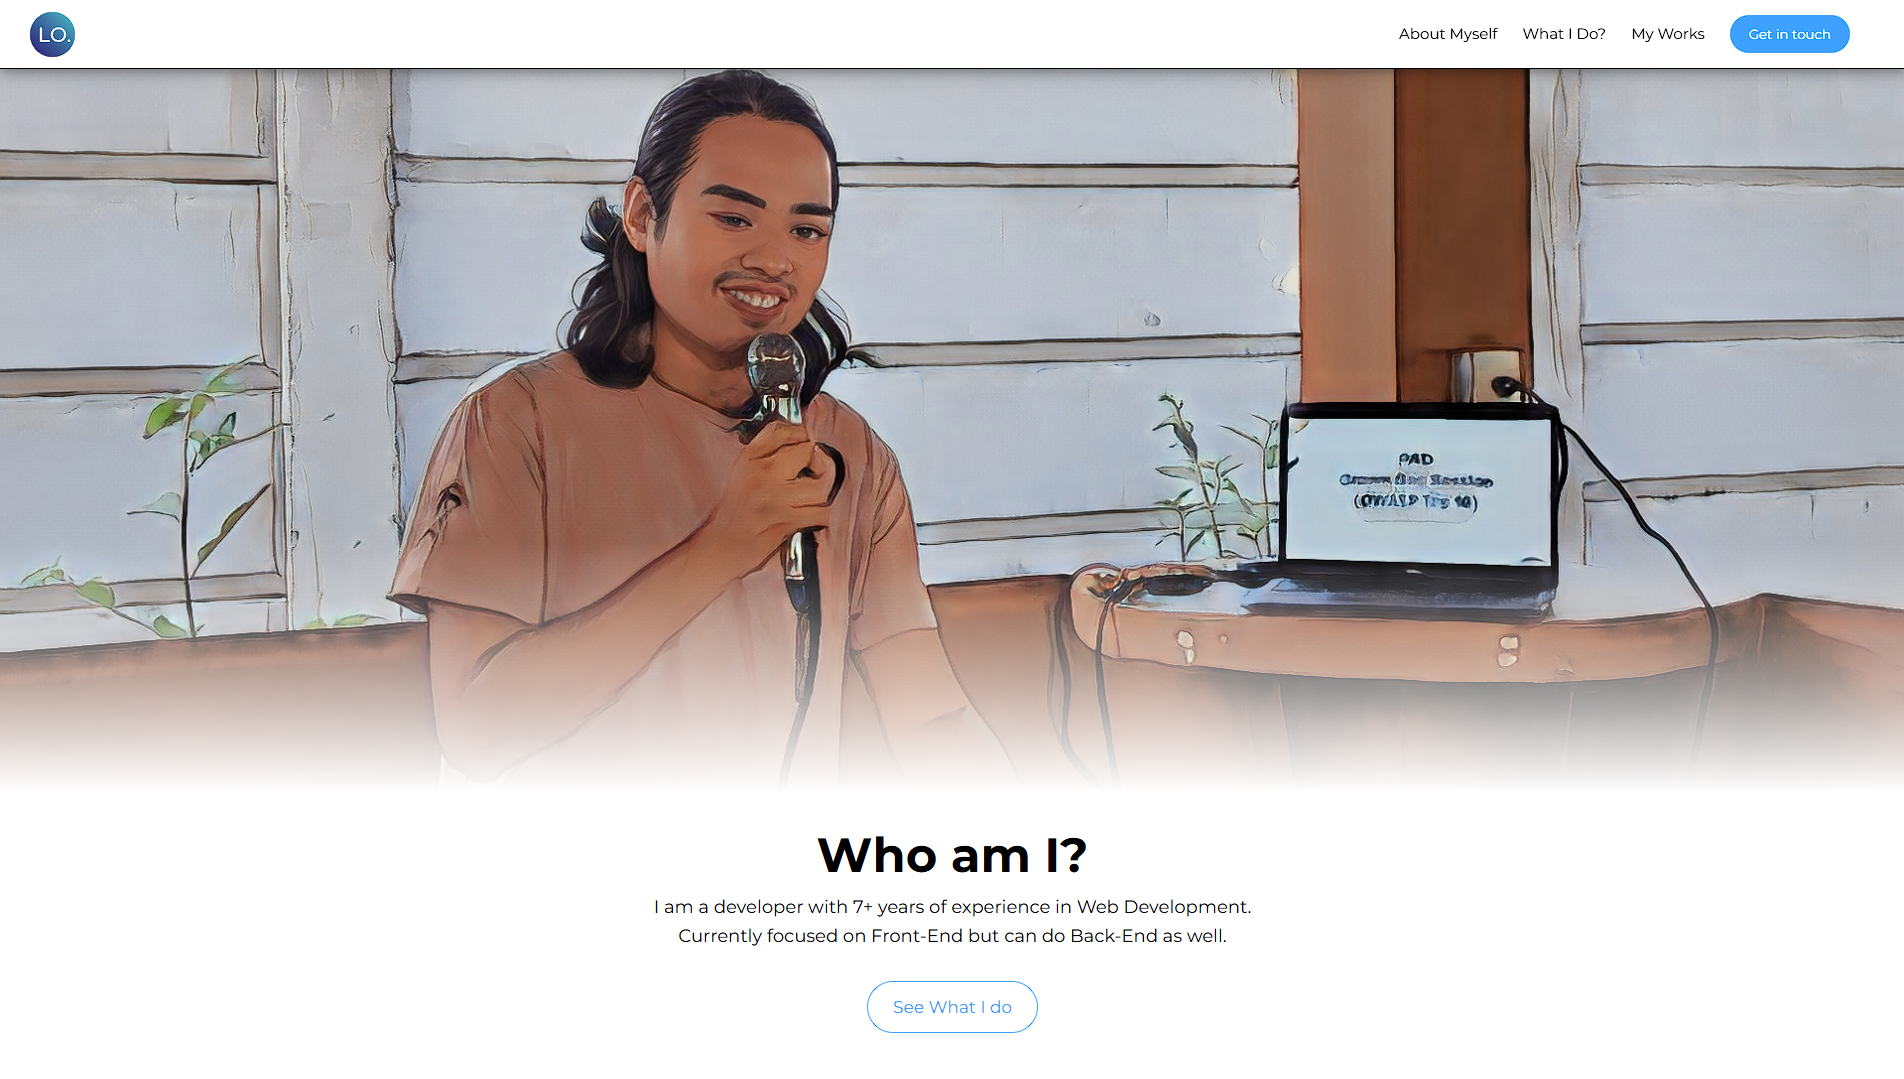 LO.
About Myself
What I Do?
My Works
Get in touch
PAD
Who am I?
I am a developer with 7+ years of experience in Web Development.
Currently focused on Front-End but can do Back-End as well.
See What I do